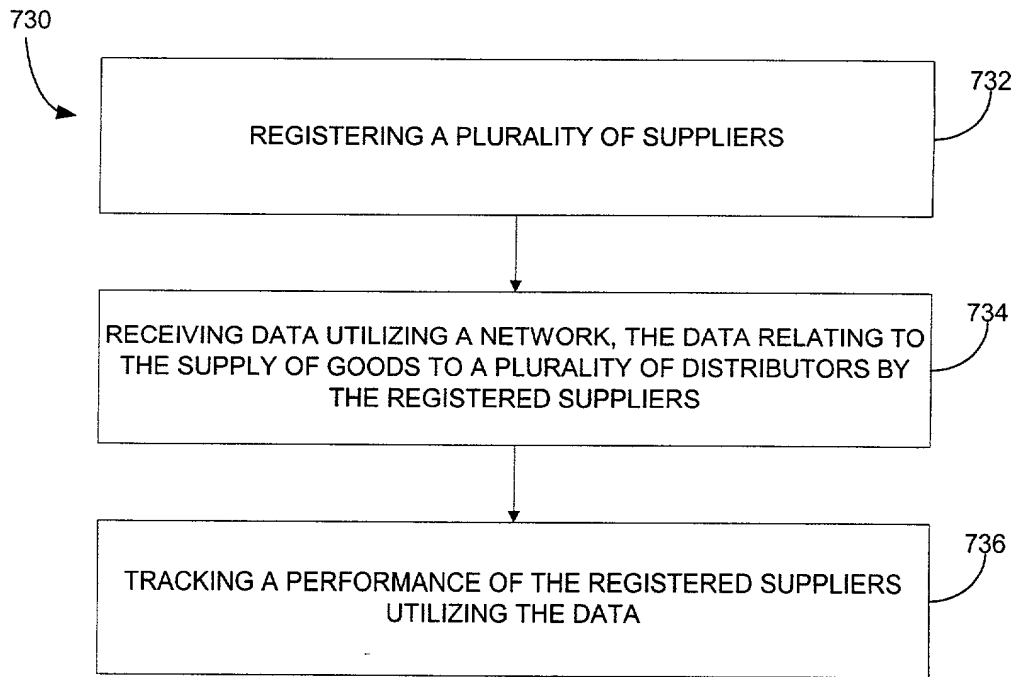 730
732
REGISTERING A PLURALITY OF SUPPLIERS
734
RECEIVING DATA UTILIZING A NETWORK, THE DATA RELATING TO
THE SUPPLY OF GOODS TO A PLURALITY OF DISTRIBUTORS BY
THE REGISTERED SUPPLIERS
736
TRACKING A PERFORMANCE OF THE REGISTERED SUPPLIERS
UTILIZING THE DATA